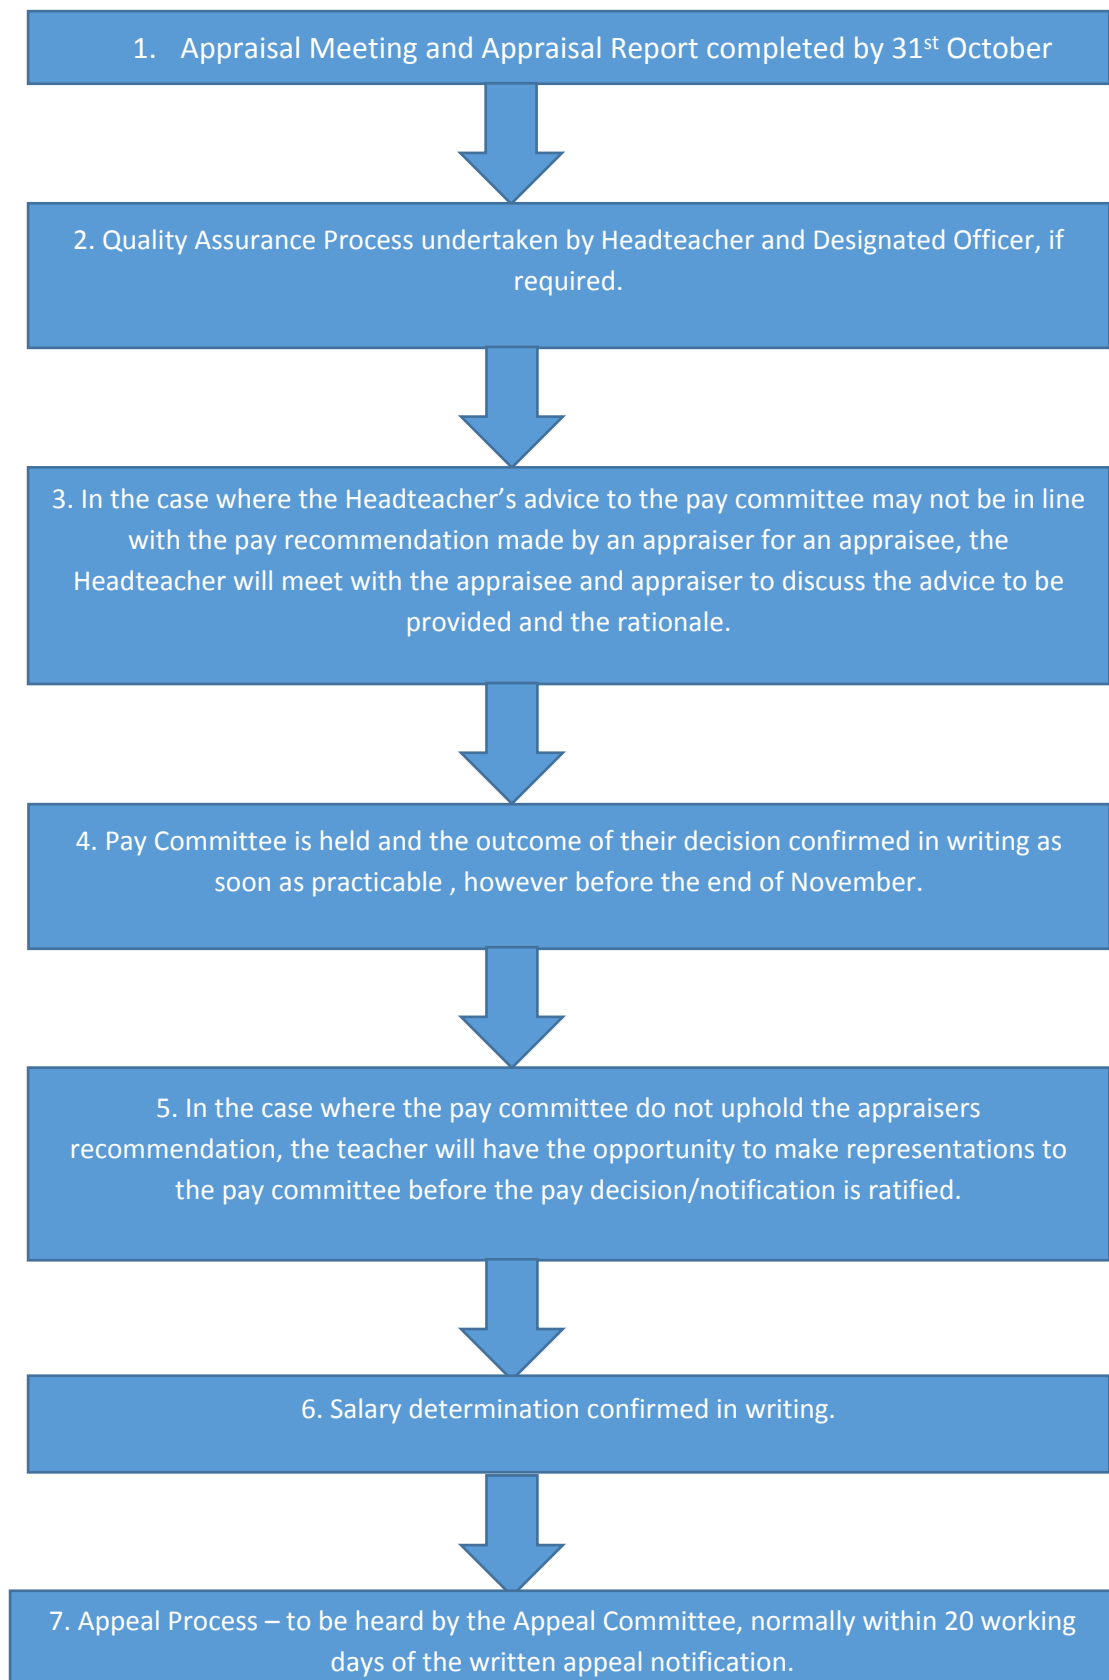 1. Appraisal Meeting and Appraisal Report completed by 31st October
2. Quality Assurance Process undertaken by Headteacher and Designated Officer, if
required.
3. In the case where the Headteacher’s advice to the pay committee may not be in line
with the pay recommendation made by an appraiser for an appraisee, the
Headteacher will meet with the appraisee and appraiser to discuss the advice to be
provided and the rationale.
4. Pay Committee is held and the outcome of their decision confirmed in writing as
soon as practicable , however before the end of November.
5. In the case where the pay committee do not uphold the appraisers
recommendation, the teacher will have the opportunity to make representations to
the pay committee before the pay decision/notification is ratified.
6. Salary determination confirmed in writing.
7. Appeal Process – to be heard by the Appeal Committee, normally within 20 working
days of the written appeal notification.